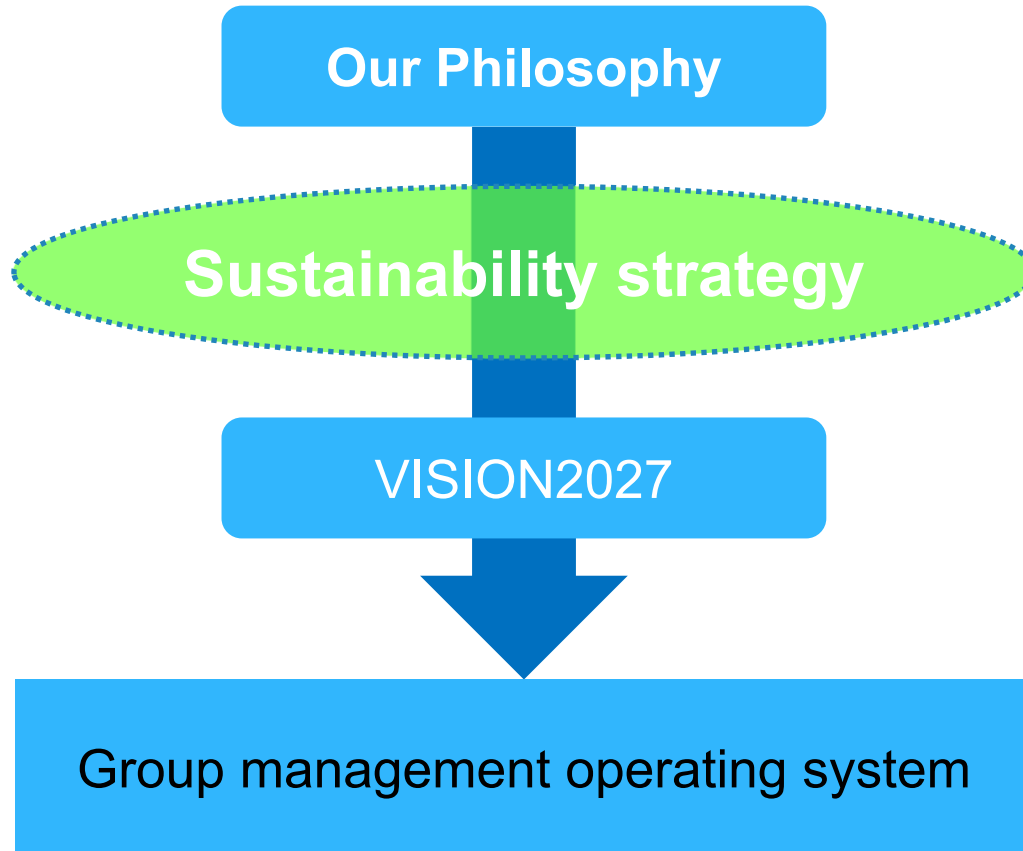 Our Philosophy
Sustainability strategy
VISION2027
Group management operating system